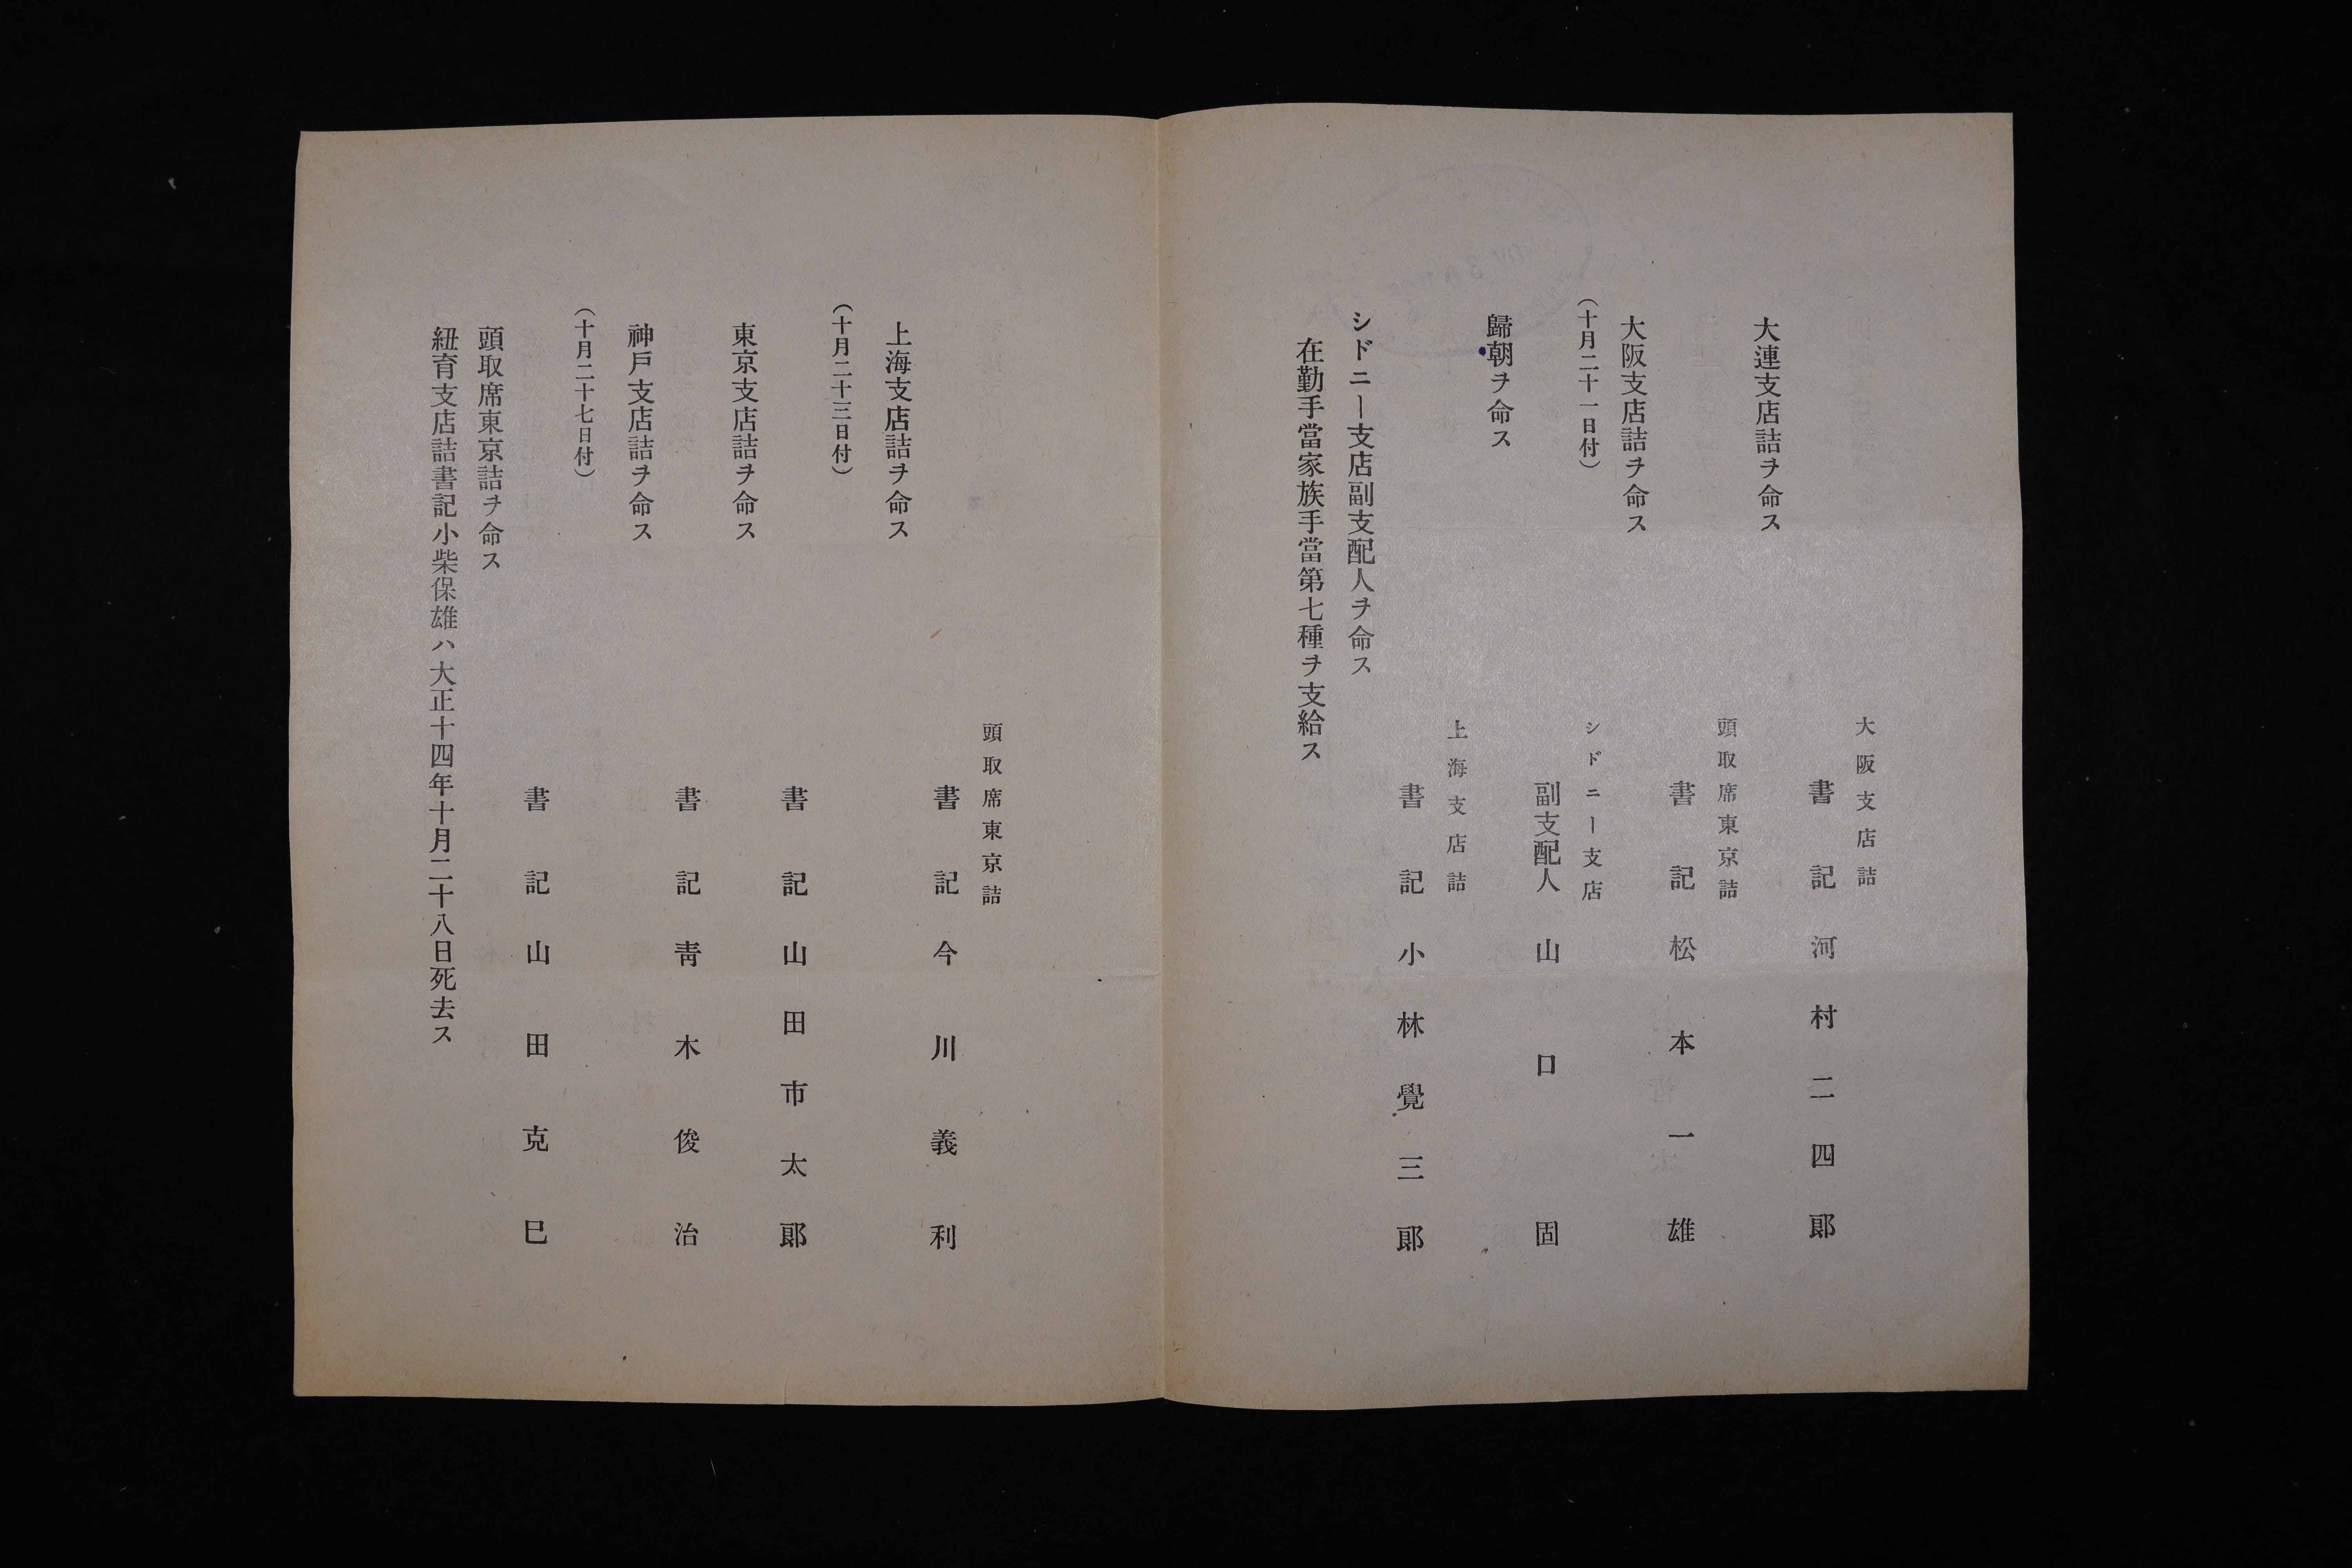 大阪支店詰
書記河村二四郞
大連支店詰ヲ命ス
頭取席東京詰
書記松本一雄
大阪支店詰ヲ命ス
（十月二十一日付）
シドニー支店
副支配人山口固
歸朝ヲ命ス
上海支店詰
書記小林覺三郞
シドニー支店副支配人ヲ命ス
在勤手當家族手當第七種ヲ支給ス
頭取席東京詰
書記今川義利
上海支店詰ヲ命ス
（十月二十三日付）
書記山田市太郞
東京支店詰ヲ命ス
書記靑木俊治
神戶支店詰ヲ命ス
（十月二十七日付）
書記山田克巳
頭取席東京詰ヲ命ス
紐育支店詰書記小柴保雄ハ大正十四年十月二十八日死去ス